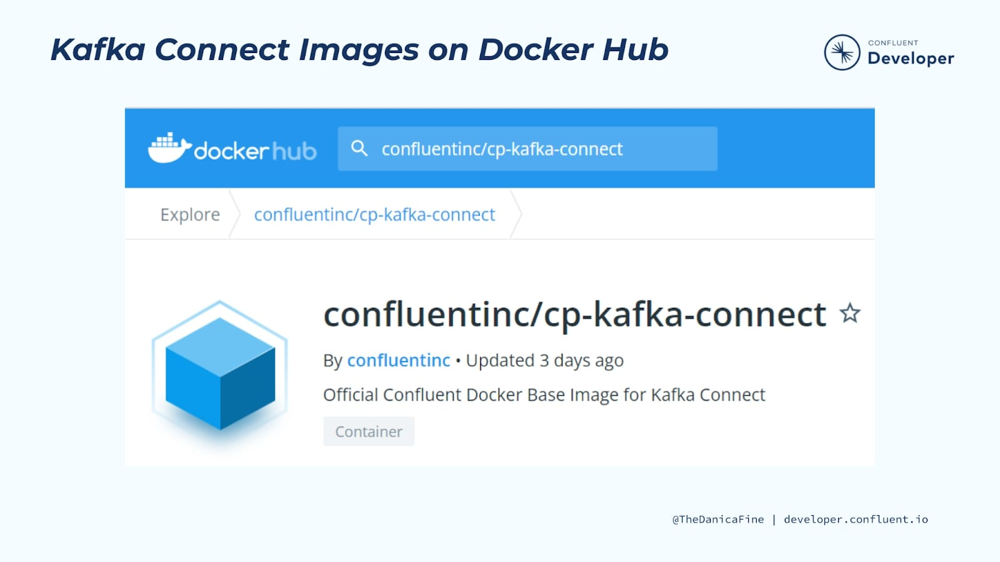 Kafka Connect Images on Docker Hub
CONFLUENT
Developer
dockerhub
confluentinc/cp-kafka-connect
Explore
confluentinc/cp-kafka-connect
confluentinc/cp-kafka-connect
By confluentinc • Updated 3 days ago
Official Confluent Docker Base Image for Kafka Connect
Container
@TheDanicaFine | developer.confluent.io